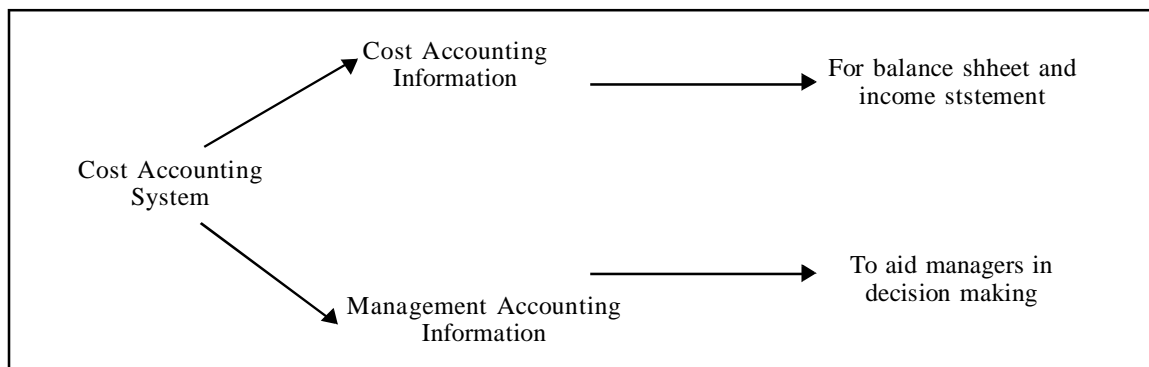 Cost Accounting
Information
For balance shheet and
income ststement
Cost Accounting
System
To aid managers in
decision making
Management Accounting
Information